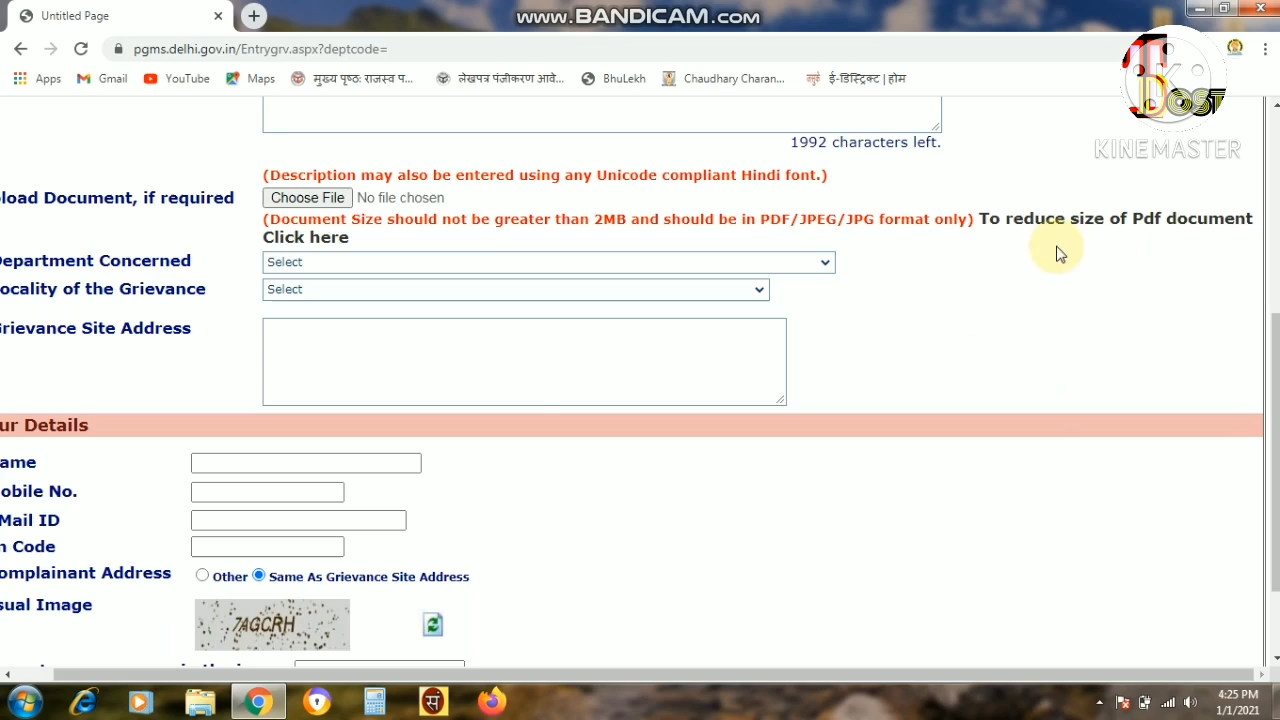 www.BANDICAM.com
Untitled Page
pgms.delhi.gov.in/Entrygrv.aspx?deptcode=
Apps Gmail YouTube Maps मुख्य पृष्ठ: राजस्व प... लेखपत्र पंजीकरण आवे... BhuLekh Chaudhary Charan... ई-डिस्ट्रिक्ट | होम
KINEMASTER
1992 characters left.
(Description may also be entered using any Unicode compliant Hindi font.)
load Document, if required Choose File No file chosen
(Document Size should not be greater than 2MB and should be in PDF/JPEG/JPG format only) To reduce size of Pdf document
Click here
epartment Concerned Select
ocality of the Grievance Select
rievance Site Address
ur Details
ame
obile No.
Mail ID
n Code
omplainant Address Other Same As Grievance Site Address
sual Image 7AGCRH
4:25 PM
1/1/2021